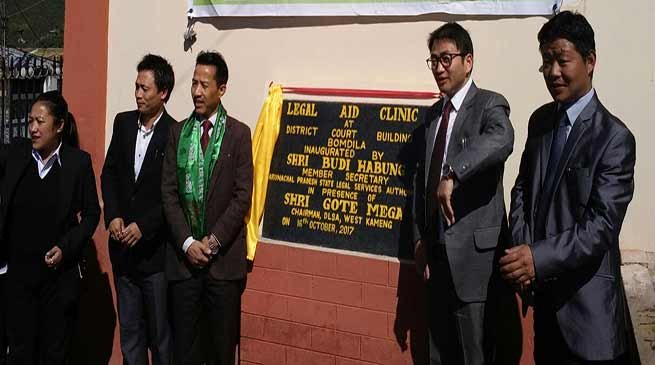 LEGAL AID CLINIC
AT
DISTRICT COURT BUILDING
BOMDILA
INAUGURATED BY
SHRI BUDI HABUNG
MEMBER SECRETARY
ARUNACHAL PRADESH STATE LEGAL SERVICES AUTHO
IN PRESENCE OF
SHRI GOTE MEGA
CHAIRMAN, DLSA, WEST KAMENG
ON 16TH OCTOBER, 2017